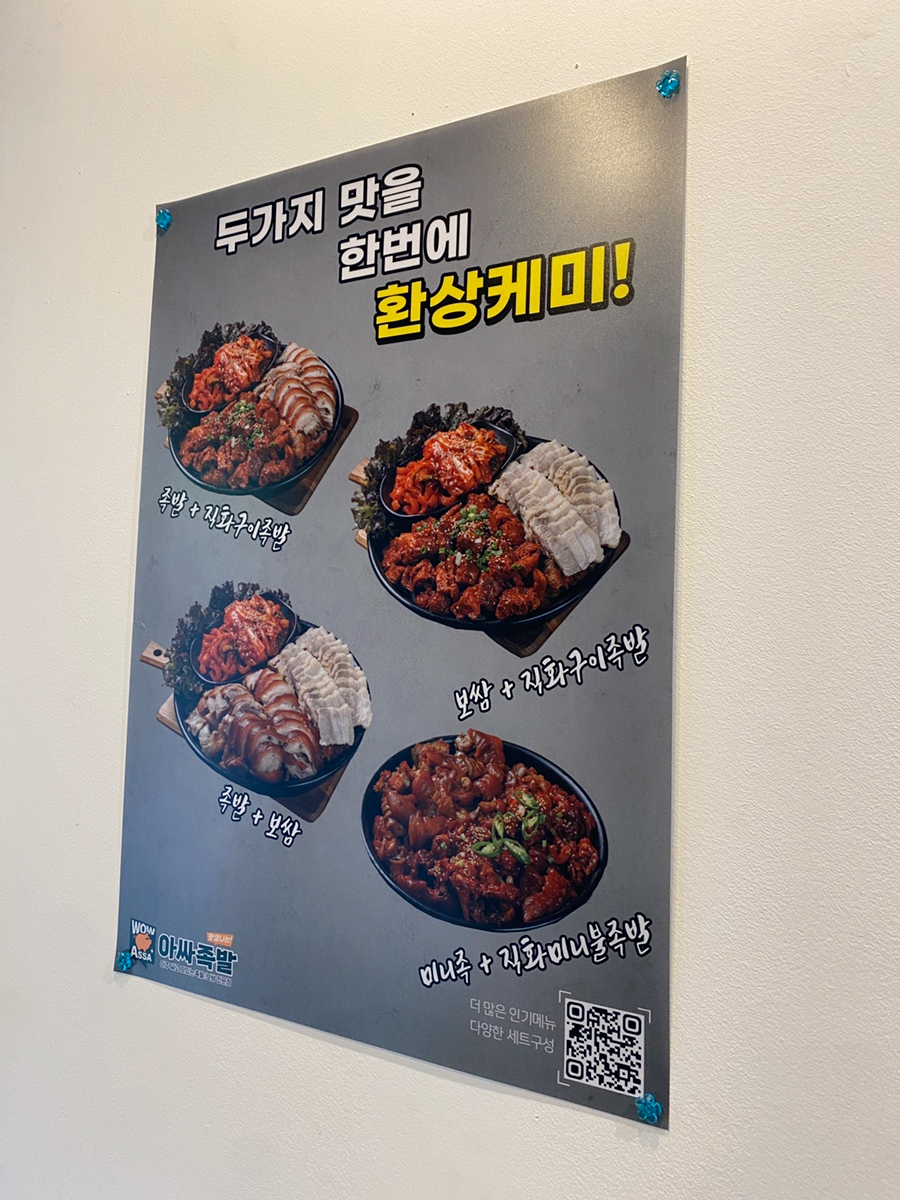 두가지 맛을
한번에
환상케미!
족발 + 직화구이족발
보쌈 + 직화구이족발
족발 + 보쌈
미니족 + 직화미니불족발
WOW
ASSA
아싸족발
더 많은 인기메뉴
다양한 세트구성